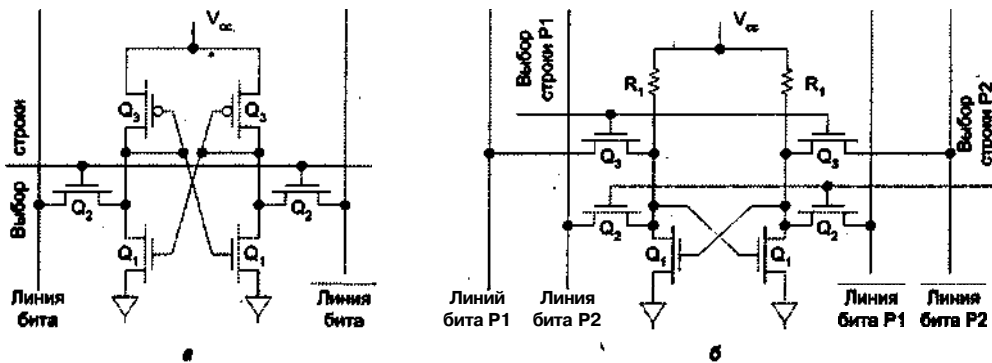 V_cc
Q3
Q3
Выбор строки
Q2
Q2
Q1
Q1
Линия
бита
Линия
бита
а
V_cc
Выбор
строки P1
R1
R1
Выбор
строки P2
Q3
Q3
Q2
Q2
Q1
Q1
Линий
бита P1
Линия
бита P2
Линия
бита P1
Линия
бита P2
б